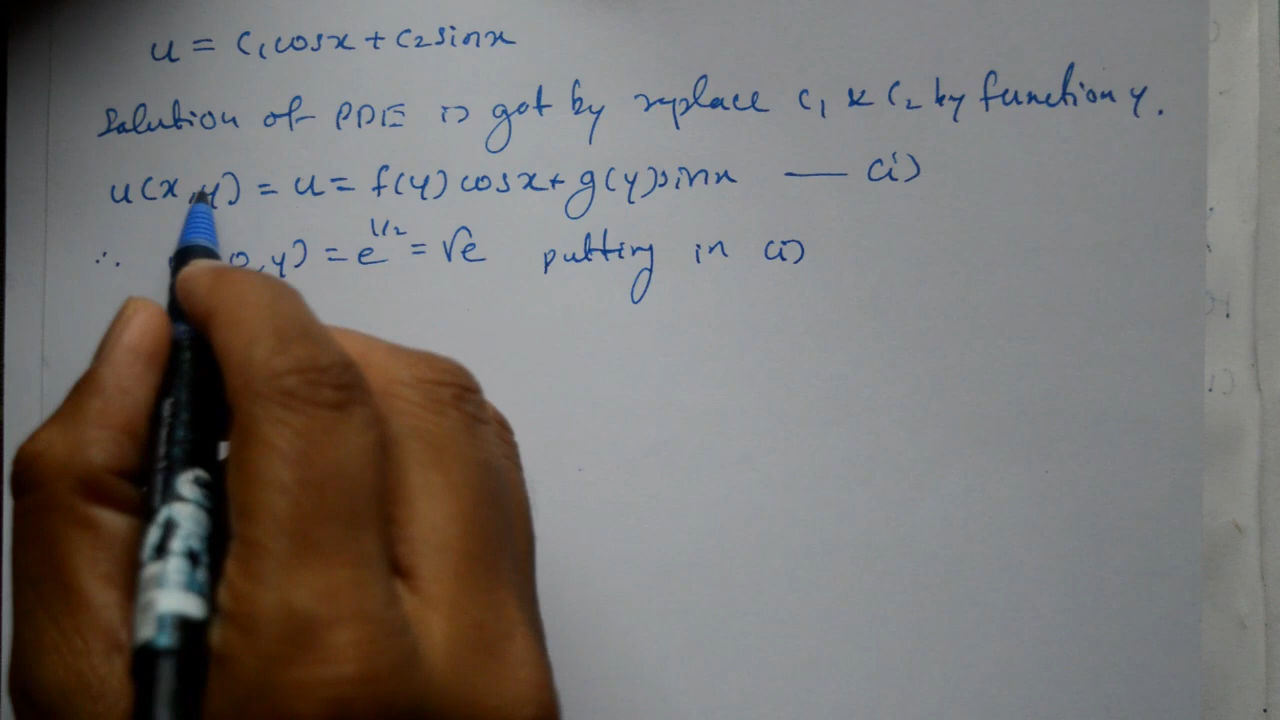 u = c₁cosx + c₂sinx
Solution of PDE is got by replace c₁ & c₂ by function y.
u(x,y) = u = f(y) cosx + g(y)sinx — (i)
∴ 0,y) = e^1/2 = √e putting in (i)